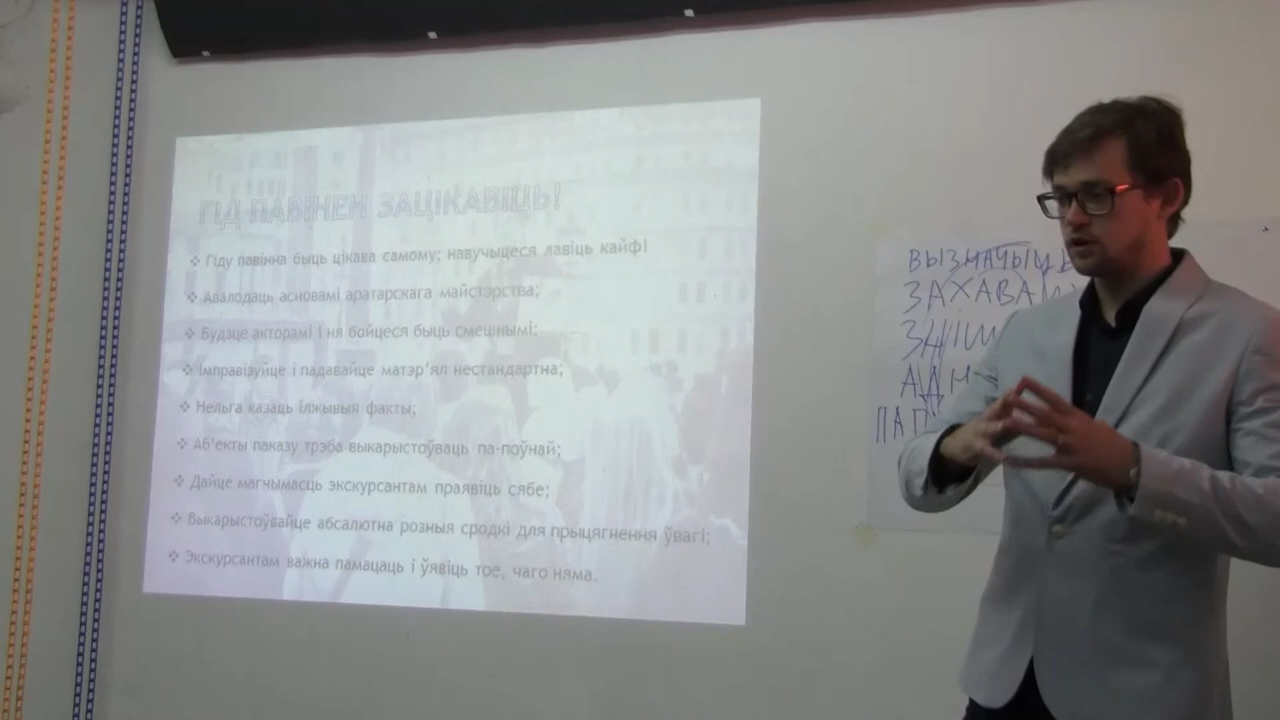 ГІД ПАВІНЕН ЗАЦІКАВІЦЬ!
❖ Гіду павінна быць цікава самому; навучыцеся лавіць кайф!
❖ Авалодаць асновамі аратарскага майстэрства;
❖ Будзце акторамі і ня бойцеся быць смешнымі;
❖ Імправізуйце і падавайце матэр'ял нестандартна;
❖ Нельга казаць ілжывыя факты;
❖ Аб'екты паказу трэба выкарыстоўваць па-поўнай;
❖ Дайце магчымасць экскурсантам праявіць сябе;
❖ Выкарыстоўвайце абсалютна розныя сродкі для прыцягнення ўвагі;
❖ Экскурсантам важна памацаць і ўявіць тое, чаго няма.